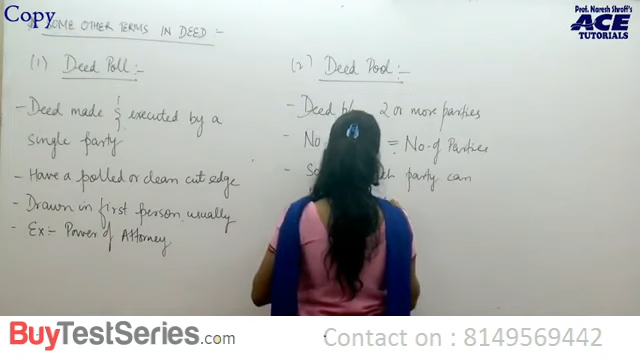 Copy
SOME OTHER TERMS IN DEED :-
Prof. Naresh Shroff's
ACE
TUTORIALS
(1) Deed Poll :-
- Deed made & executed by a
single party
- Have a polled or clean cut edge
- Drawn in first person usually
- Ex:- Power of Attorney
(2) Deed Pool :-
- Deed 2 or more parties
- No = No. of Parties
- party can
BuyTestSeries.com
Contact on : 8149569442